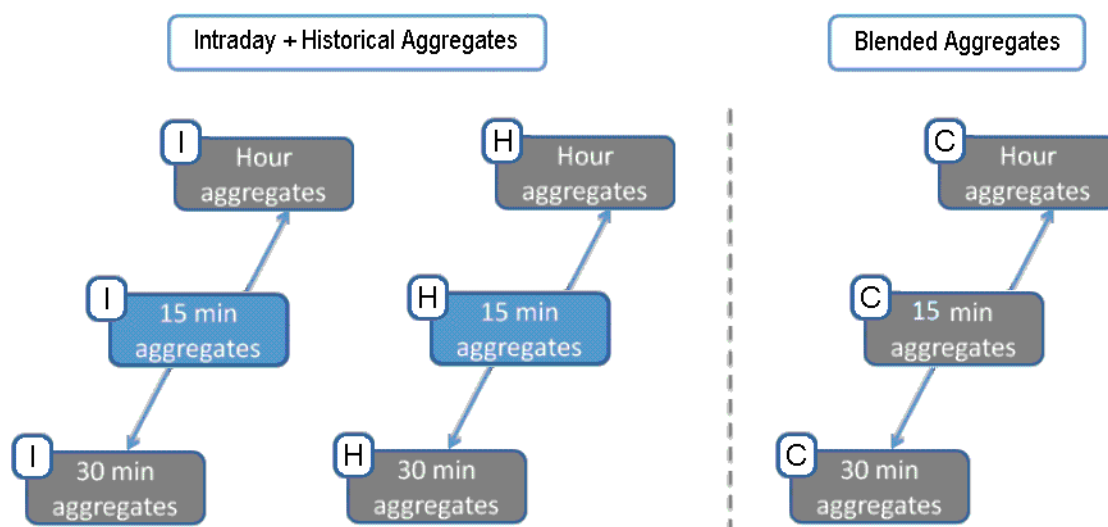 Intraday + Historical Aggregates
Blended Aggregates
I
Hour
aggregates
H
Hour
aggregates
C
Hour
aggregates
I
15 min
aggregates
H
15 min
aggregates
C
15 min
aggregates
I
30 min
aggregates
H
30 min
aggregates
C
30 min
aggregates